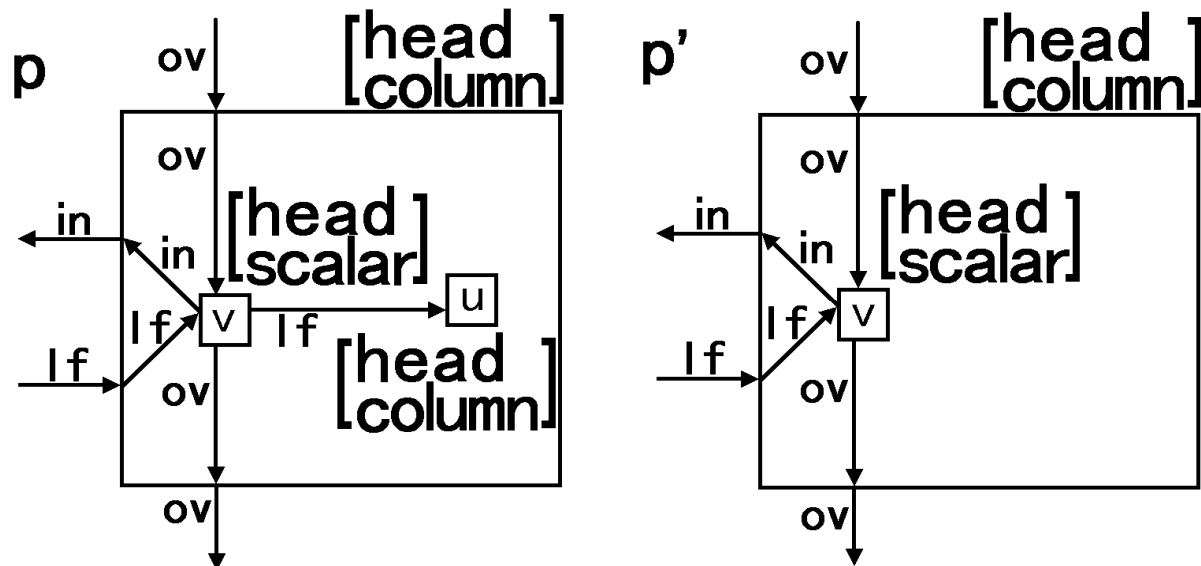 p
ov
[head
column]
ov
in
in
[head
scalar]
v
u
lf
lf
lf
ov
[head
column]
ov
p’
ov
[head
column]
ov
in
in
[head
scalar]
v
lf
lf
ov
ov